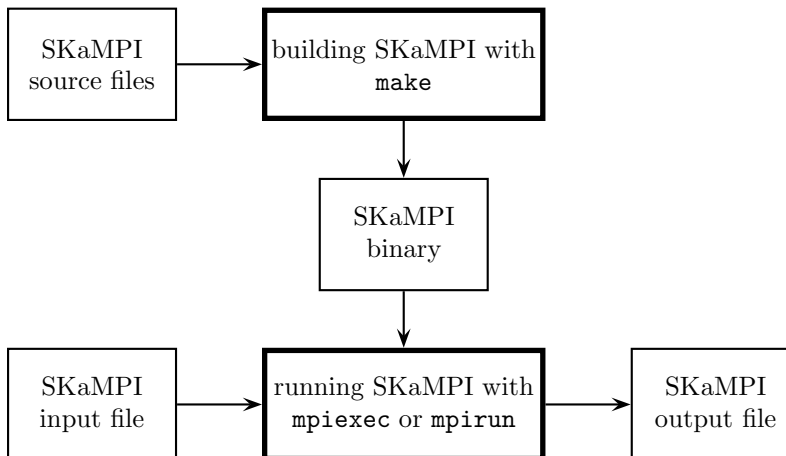 SKaMPI
source files
building SKaMPI with
make
SKaMPI
binary
SKaMPI
input file
running SKaMPI with
mpiexec or mpirun
SKaMPI
output file